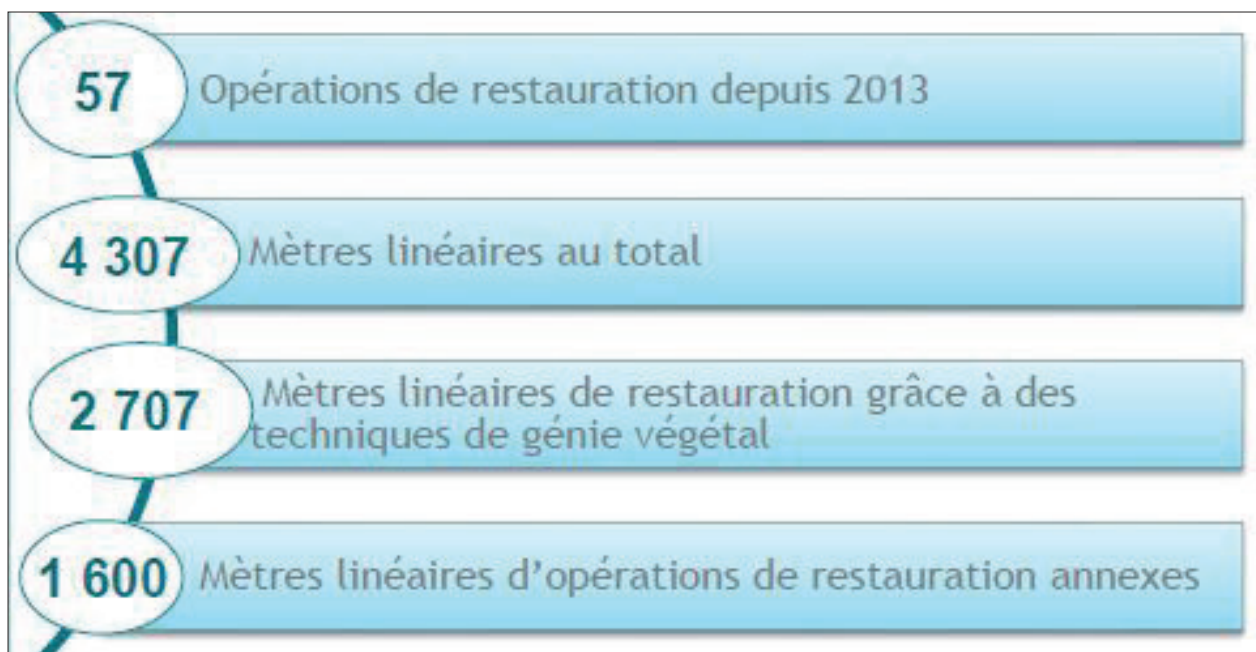 57
Opérations de restauration depuis 2013
4 307
Mètres linéaires au total
2 707
Mètres linéaires de restauration grâce à des
techniques de génie végétal
1 600
Mètres linéaires d'opérations de restauration annexes